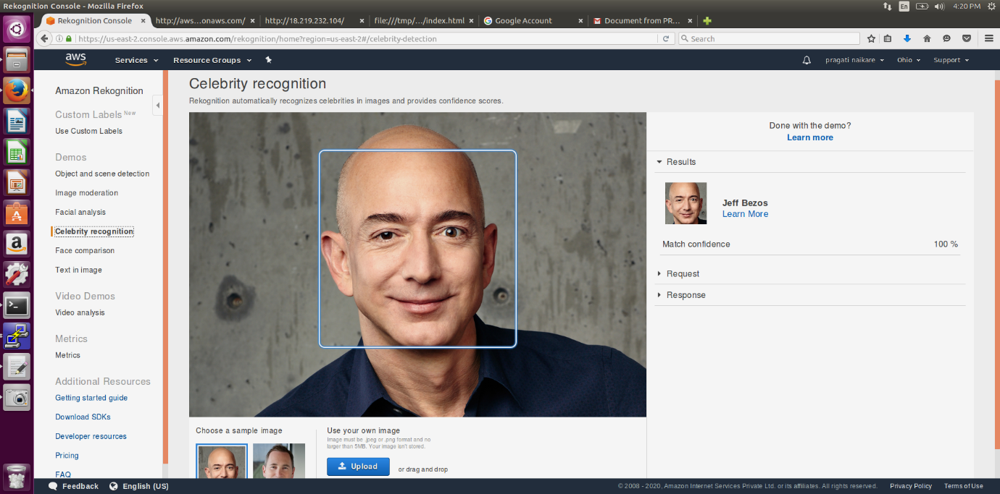 Rekognition Console - Mozilla Firefox
En
4:20 PM
Rekognition Console
http://aws...onaws.com/
http://18.219.232.104/
file:///tmp/.../index.html
Google Account
Document from PR...
https://us-east-2.console.aws.amazon.com/rekognition/home?region=us-east-2#/celebrity-detection
Search
aws
Services
Resource Groups
pragati naikare
Ohio
Support
Amazon Rekognition
Custom Labels New
Use Custom Labels
Demos
Object and scene detection
Image moderation
Facial analysis
Celebrity recognition
Face comparison
Text in image
Video Demos
Video analysis
Metrics
Metrics
Additional Resources
Getting started guide
Download SDKs
Developer resources
Pricing
FAQ
Celebrity recognition
Rekognition automatically recognizes celebrities in images and provides confidence scores.
Choose a sample image
Use your own image
Image must be .jpeg or .png format and no
larger than 5MB. Your image isn't stored.
Upload
or drag and drop
Done with the demo?
Learn more
Results
Jeff Bezos
Learn More
Match confidence
100 %
Request
Response
a
Feedback
English (US)
© 2008 - 2020, Amazon Internet Services Private Ltd. or its affiliates. All rights reserved.
Privacy Policy
Terms of Use